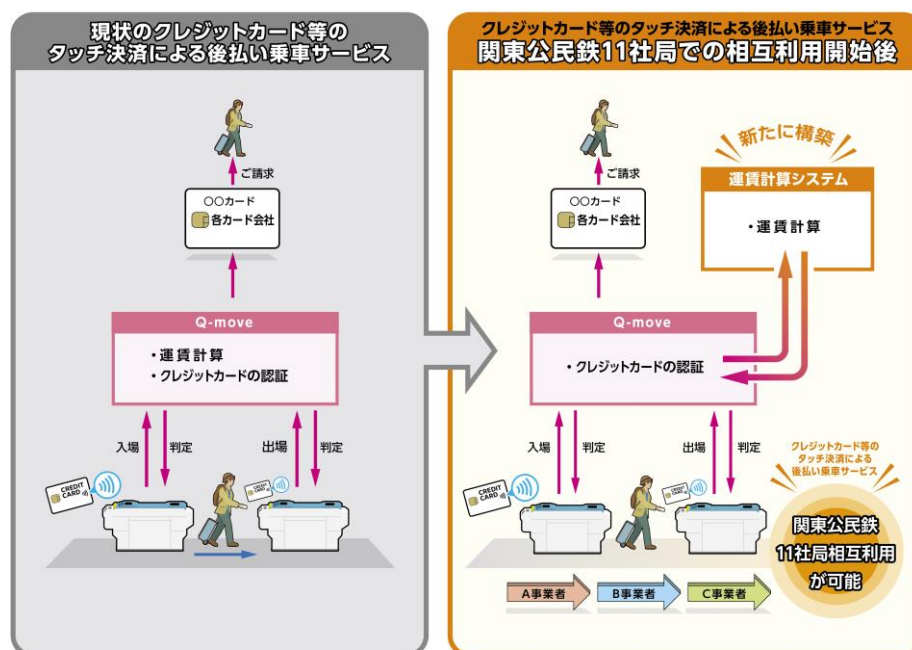 現状のクレジットカード等の
タッチ決済による後払い乗車サービス
ご請求
〇〇カード
各カード会社
Q-move
・運賃計算
・クレジットカードの認証
入場
判定
出場
判定
CREDIT
CARD
CREDIT
CARD
クレジットカード等のタッチ決済による後払い乗車サービス
関東公民鉄11社局での相互利用開始後
新たに構築
運賃計算システム
・運賃計算
ご請求
〇〇カード
各カード会社
Q-move
・クレジットカードの認証
入場
判定
出場
判定
CREDIT
CARD
CREDIT
CARD
クレジットカード等の
タッチ決済による
後払い乗車サービス
関東公民鉄
11社局相互利用
が可能
A事業者
B事業者
C事業者